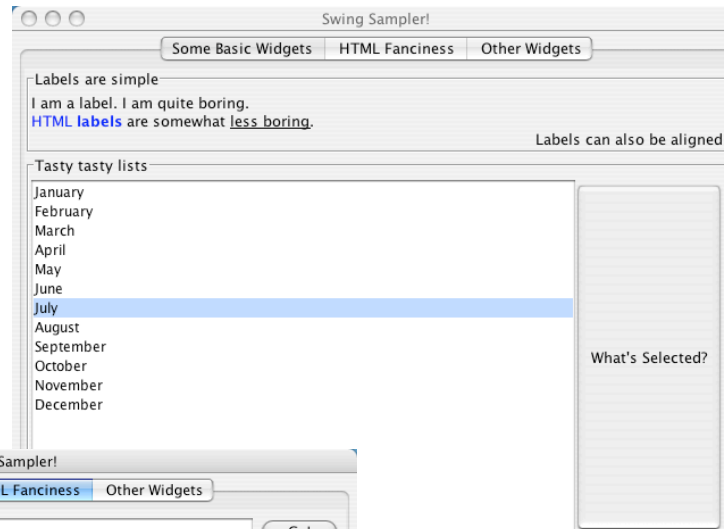 Swing Sampler!
Some Basic Widgets HTML Fanciness Other Widgets
Labels are simple
I am a label. I am quite boring.
HTML labels are somewhat less boring.
Labels can also be aligned
Tasty tasty lists
January
February
March
April
May
June
July
August
September
October
November
December
What's Selected?
Sampler!
L Fanciness Other Widgets